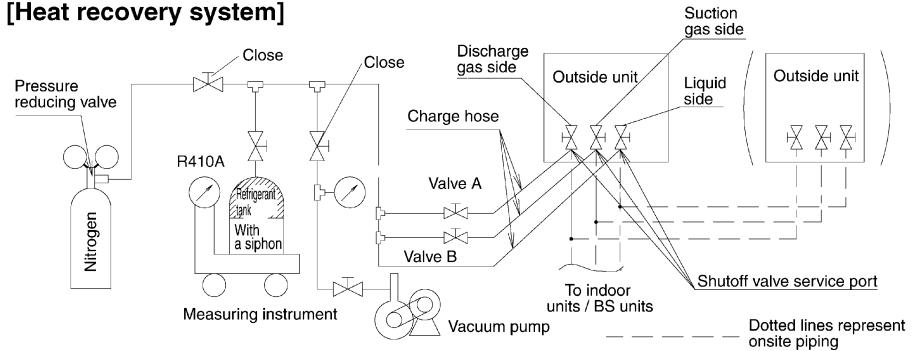 [Heat recovery system]
Suction
gas side
Close
Discharge
gas side
Close
Outside unit
Outside unit
Pressure
reducing valve
Liquid
side
Charge hose
R410A
Valve A
Refrigerant
tank
With
a siphon
Nitrogen
Valve B
Shutoff valve service port
To indoor
units / BS units
Measuring instrument
Vacuum pump
Dotted lines represent
onsite piping